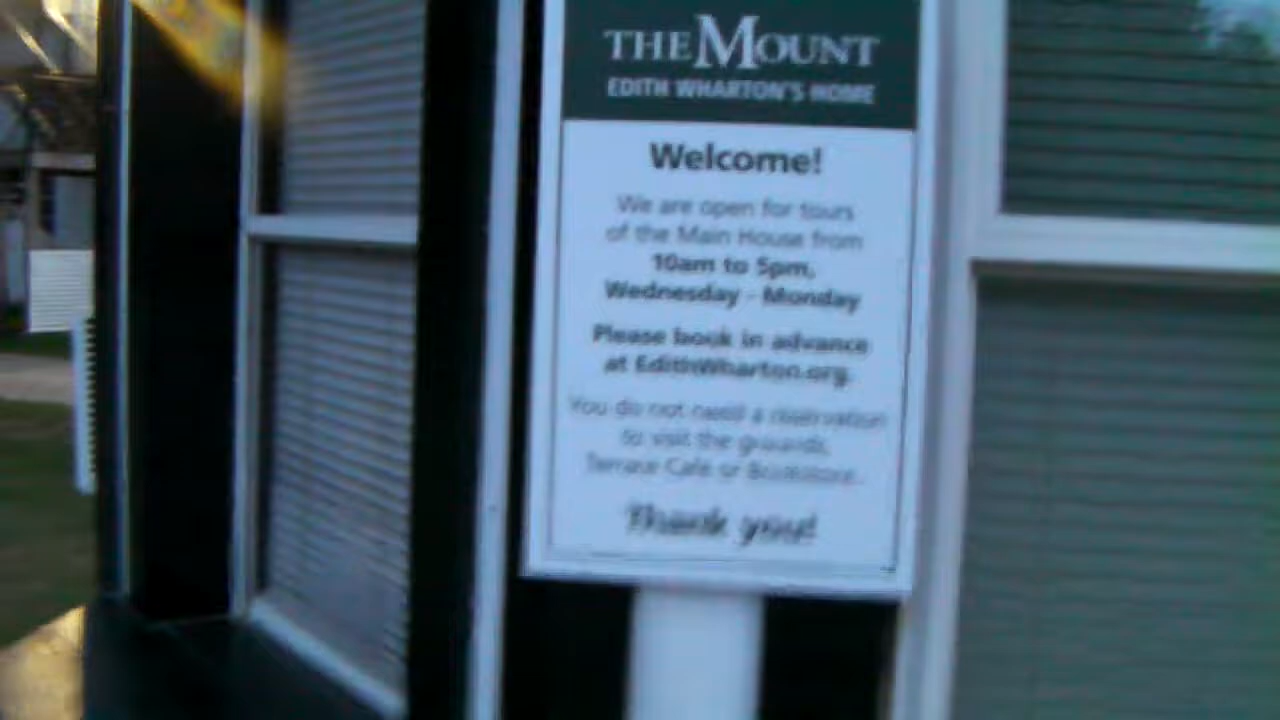 THE MOUNT
EDITH WHARTON'S HOME
Welcome!
We are open for tours
of the Main House from
10am to 5pm,
Wednesday - Monday
Please book in advance
at EdithWharton.org.
You do not need a reservation
to visit the grounds,
Terrace Café or Bookstore.
Thank you!